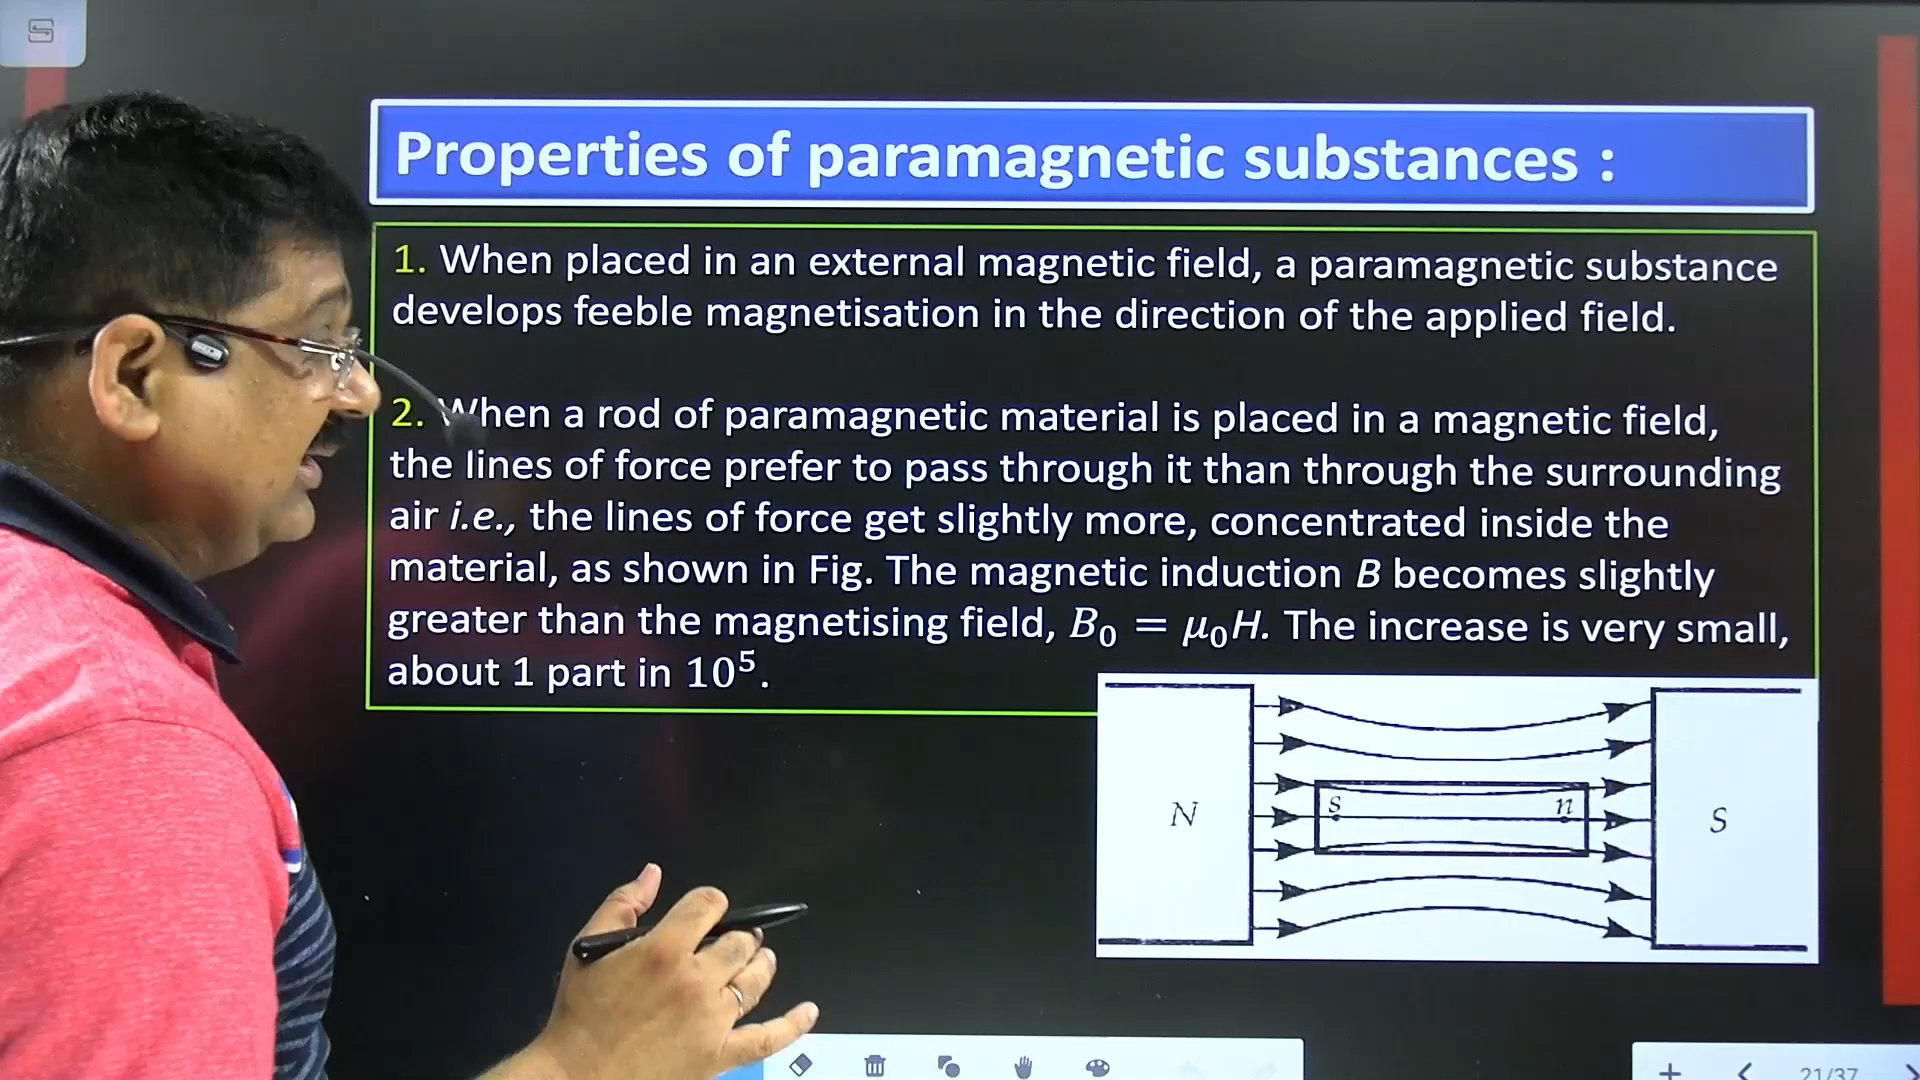 Properties of paramagnetic substances :
1. When placed in an external magnetic field, a paramagnetic substance
develops feeble magnetisation in the direction of the applied field.
2. When a rod of paramagnetic material is placed in a magnetic field,
the lines of force prefer to pass through it than through the surrounding
air i.e., the lines of force get slightly more, concentrated inside the
material, as shown in Fig. The magnetic induction B becomes slightly
greater than the magnetising field, B₀ = μ₀H. The increase is very small,
about 1 part in 10⁵.
N s n S
21/37